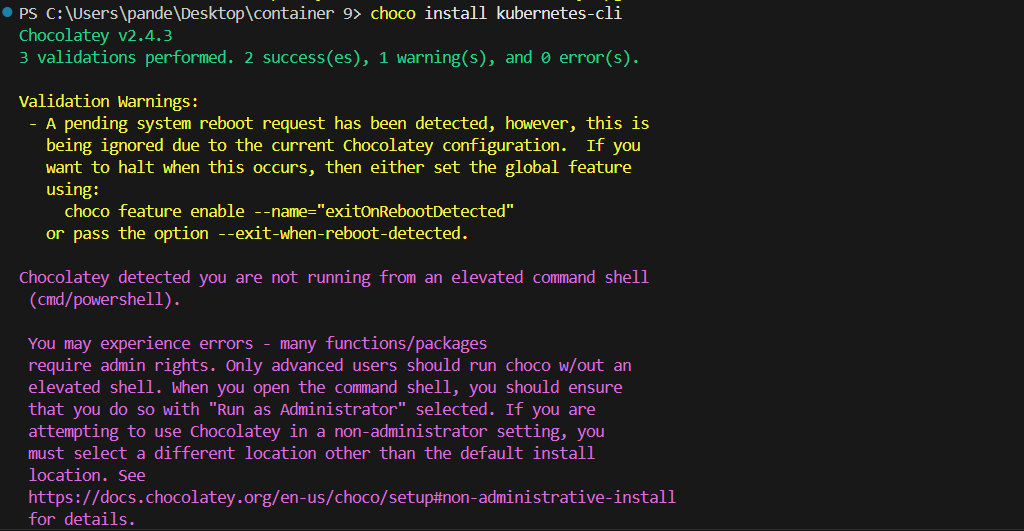 PS C:\Users\pande\Desktop\container 9> choco install kubernetes-cli
Chocolatey v2.4.3
3 validations performed. 2 success(es), 1 warning(s), and 0 error(s).

Validation Warnings:
 - A pending system reboot request has been detected, however, this is
   being ignored due to the current Chocolatey configuration.  If you
   want to halt when this occurs, then either set the global feature
   using:
     choco feature enable --name="exitOnRebootDetected"
   or pass the option --exit-when-reboot-detected.

Chocolatey detected you are not running from an elevated command shell
 (cmd/powershell).

 You may experience errors - many functions/packages
 require admin rights. Only advanced users should run choco w/out an
 elevated shell. When you open the command shell, you should ensure
 that you do so with "Run as Administrator" selected. If you are
 attempting to use Chocolatey in a non-administrator setting, you
 must select a different location other than the default install
 location. See
 https://docs.chocolatey.org/en-us/choco/setup#non-administrative-install
 for details.